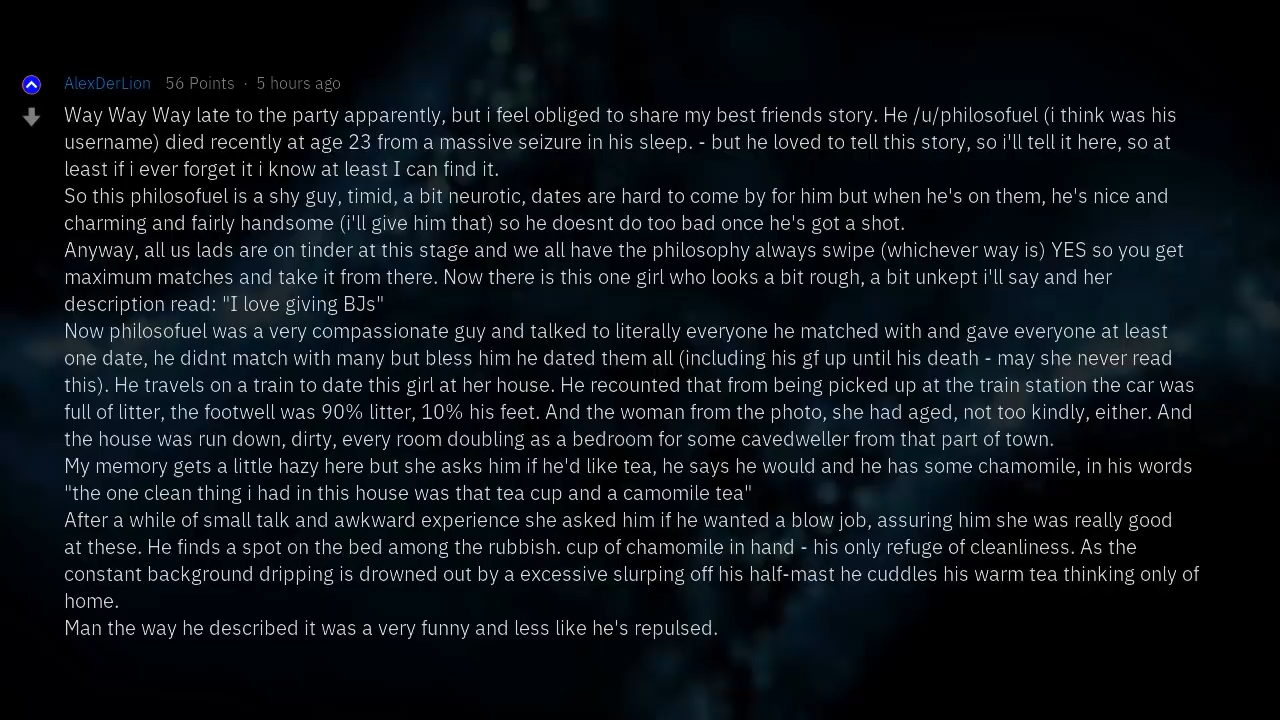 AlexDerLion 56 Points · 5 hours ago
Way Way Way late to the party apparently, but i feel obliged to share my best friends story. He /u/philosofuel (i think was his
username) died recently at age 23 from a massive seizure in his sleep. - but he loved to tell this story, so i'll tell it here, so at
least if i ever forget it i know at least I can find it.
So this philosofuel is a shy guy, timid, a bit neurotic, dates are hard to come by for him but when he's on them, he's nice and
charming and fairly handsome (i'll give him that) so he doesnt do too bad once he's got a shot.
Anyway, all us lads are on tinder at this stage and we all have the philosophy always swipe (whichever way is) YES so you get
maximum matches and take it from there. Now there is this one girl who looks a bit rough, a bit unkept i'll say and her
description read: "I love giving BJs"
Now philosofuel was a very compassionate guy and talked to literally everyone he matched with and gave everyone at least
one date, he didnt match with many but bless him he dated them all (including his gf up until his death - may she never read
this). He travels on a train to date this girl at her house. He recounted that from being picked up at the train station the car was
full of litter, the footwell was 90% litter, 10% his feet. And the woman from the photo, she had aged, not too kindly, either. And
the house was run down, dirty, every room doubling as a bedroom for some cavedweller from that part of town.
My memory gets a little hazy here but she asks him if he'd like tea, he says he would and he has some chamomile, in his words
"the one clean thing i had in this house was that tea cup and a camomile tea"
After a while of small talk and awkward experience she asked him if he wanted a blow job, assuring him she was really good
at these. He finds a spot on the bed among the rubbish. cup of chamomile in hand - his only refuge of cleanliness. As the
constant background dripping is drowned out by a excessive slurping off his half-mast he cuddles his warm tea thinking only of
home.
Man the way he described it was a very funny and less like he's repulsed.